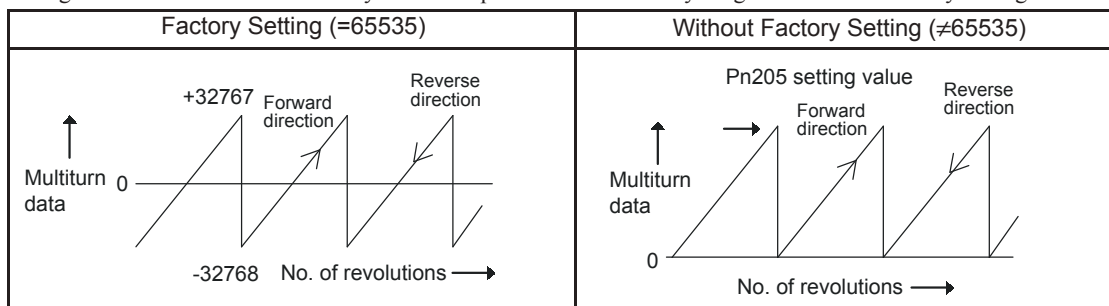 Factory Setting (=65535)
Without Factory Setting (≠65535)
+32767
Forward
direction
Reverse
direction
Multiturn
data
0
-32768
No. of revolutions
Pn205 setting value
Forward
direction
Reverse
direction
Multiturn
data
0
No. of revolutions